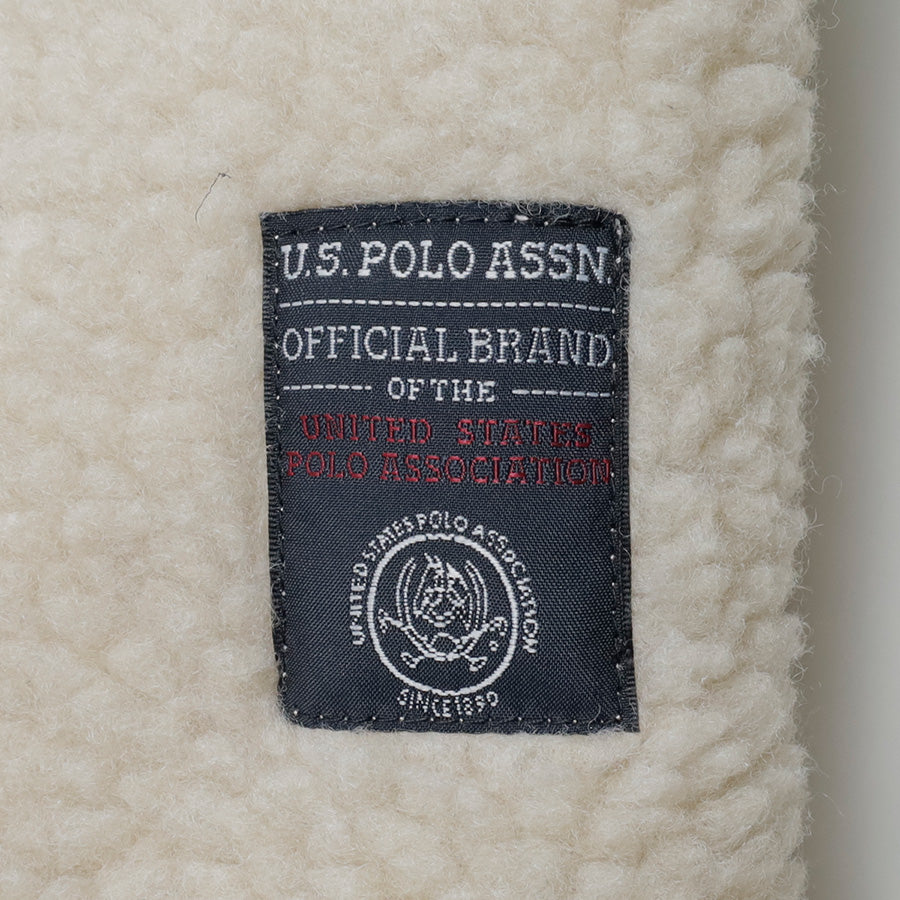 U.S. POLO ASSN.
OFFICIAL BRAND
OF THE
UNITED STATES
POLO ASSOCIATION
UNITED STATES POLO ASSOCIATION
SINCE 1890